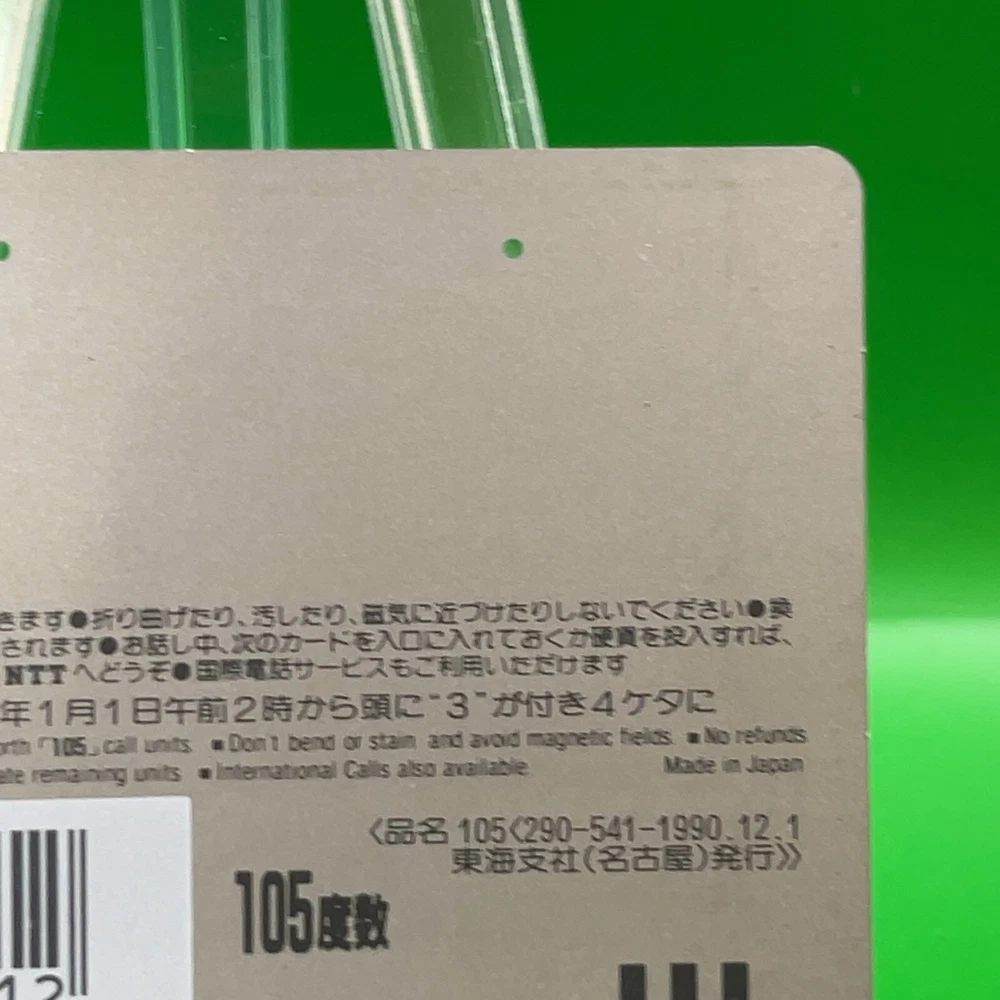 きます●折り曲げたり、汚したり、磁気に近づけたりしないでください●換
されます●お話し中、次のカードを入口に入れておくか硬貨を投入すれば、
NTTへどうぞ●国際電話サービスもご利用いただけます
年1月1日午前2時から頭に“3”が付き4ケタに
orth「105」call units ■Don't bend or stain and avoid magnetic fields. ■No refunds
ate remaining units ■International Calls also available. Made in Japan
〈品名 105〈290-541-1990.12.1
東海支社(名古屋)発行〉〉
105度数
12